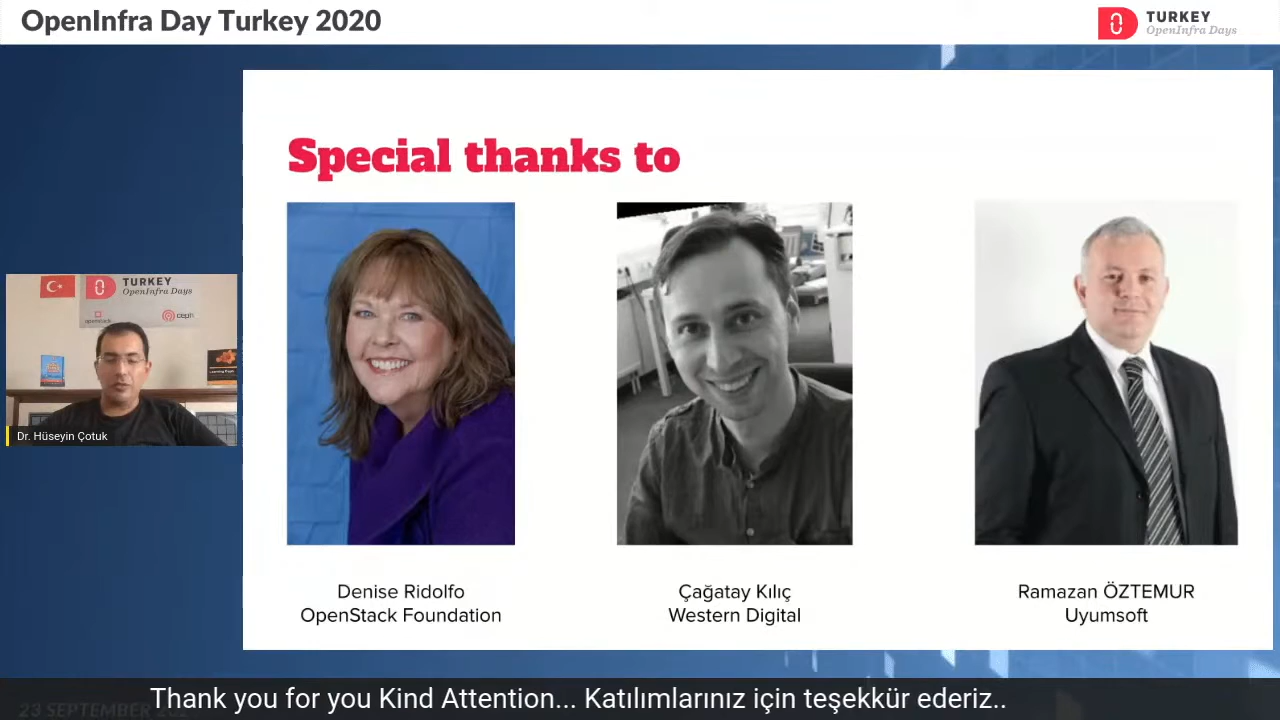 OpenInfra Day Turkey 2020
TURKEY
OpenInfra Days
Special thanks to
TURKEY
OpenInfra Days
openstack.
ceph
Dr. Hüseyin Çotuk
Denise Ridolfo
OpenStack Foundation
Çağatay Kılıç
Western Digital
Ramazan ÖZTEMUR
Uyumsoft
Thank you for you Kind Attention... Katılımlarınız için teşekkür ederiz..
23 SEPTEMBER